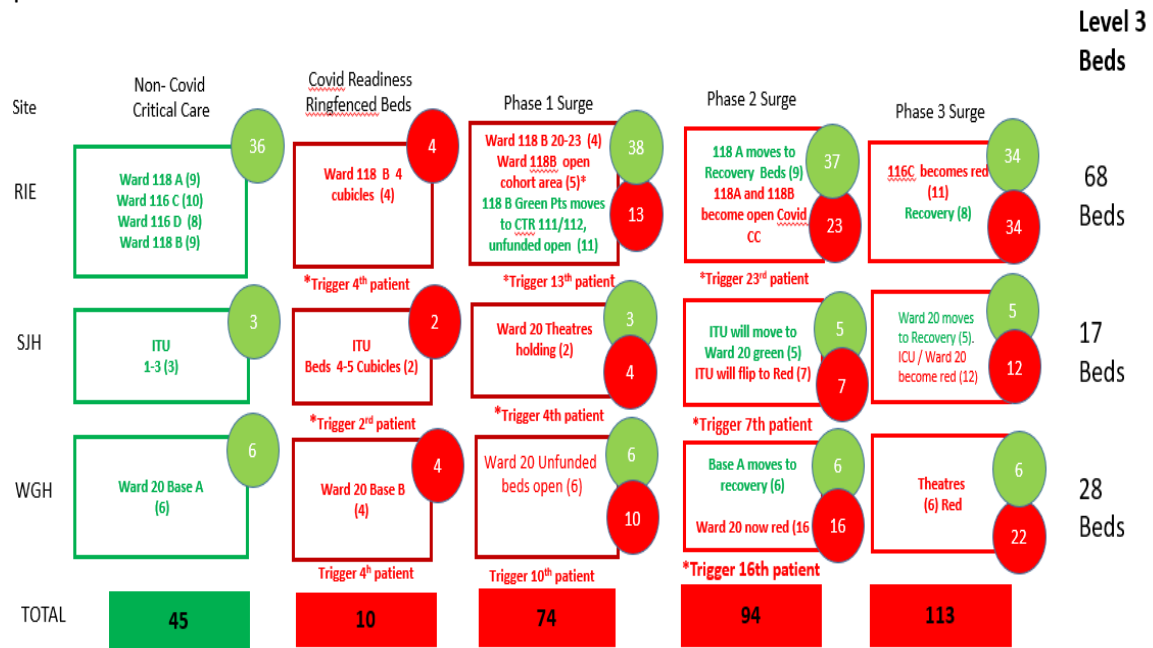 Level 3
Beds
Non- Covid
Critical Care
Covid Readiness
Ringfenced Beds
Phase 1 Surge
Phase 2 Surge
Phase 3 Surge
Site
RIE
36
Ward 118 A (9)
Ward 116 C (10)
Ward 116 D (8)
Ward 118 B (9)
4
Ward 118 B 4
cubicles (4)
*Trigger 4th patient
38
13
Ward 118 B 20-23 (4)
Ward 118B open
cohort area (5)*
118 B Green Pts moves
to CTR 111/112,
unfunded open (11)
*Trigger 13th patient
37
23
118 A moves to
Recovery Beds (9)
118A and 118B
become open Covid
CC
*Trigger 23rd patient
34
34
116C becomes red
(11)
Recovery (8)
68
Beds
SJH
3
ITU
1-3 (3)
2
ITU
Beds 4-5 Cubicles (2)
*Trigger 2rd patient
3
4
Ward 20 Theatres
holding (2)
*Trigger 4th patient
5
7
ITU will move to
Ward 20 green (5)
ITU will flip to Red (7)
*Trigger 7th patient
5
12
Ward 20 moves
to Recovery (5).
ICU / Ward 20
become red (12)
17
Beds
WGH
6
Ward 20 Base A
(6)
4
Ward 20 Base B
(4)
Trigger 4h patient
6
10
Ward 20 Unfunded
beds open (6)
Trigger 10th patient
6
16
Base A moves to
recovery (6)
Ward 20 now red (16
*Trigger 16th patient
6
22
Theatres
(6) Red
28
Beds
TOTAL
45
10
74
94
113